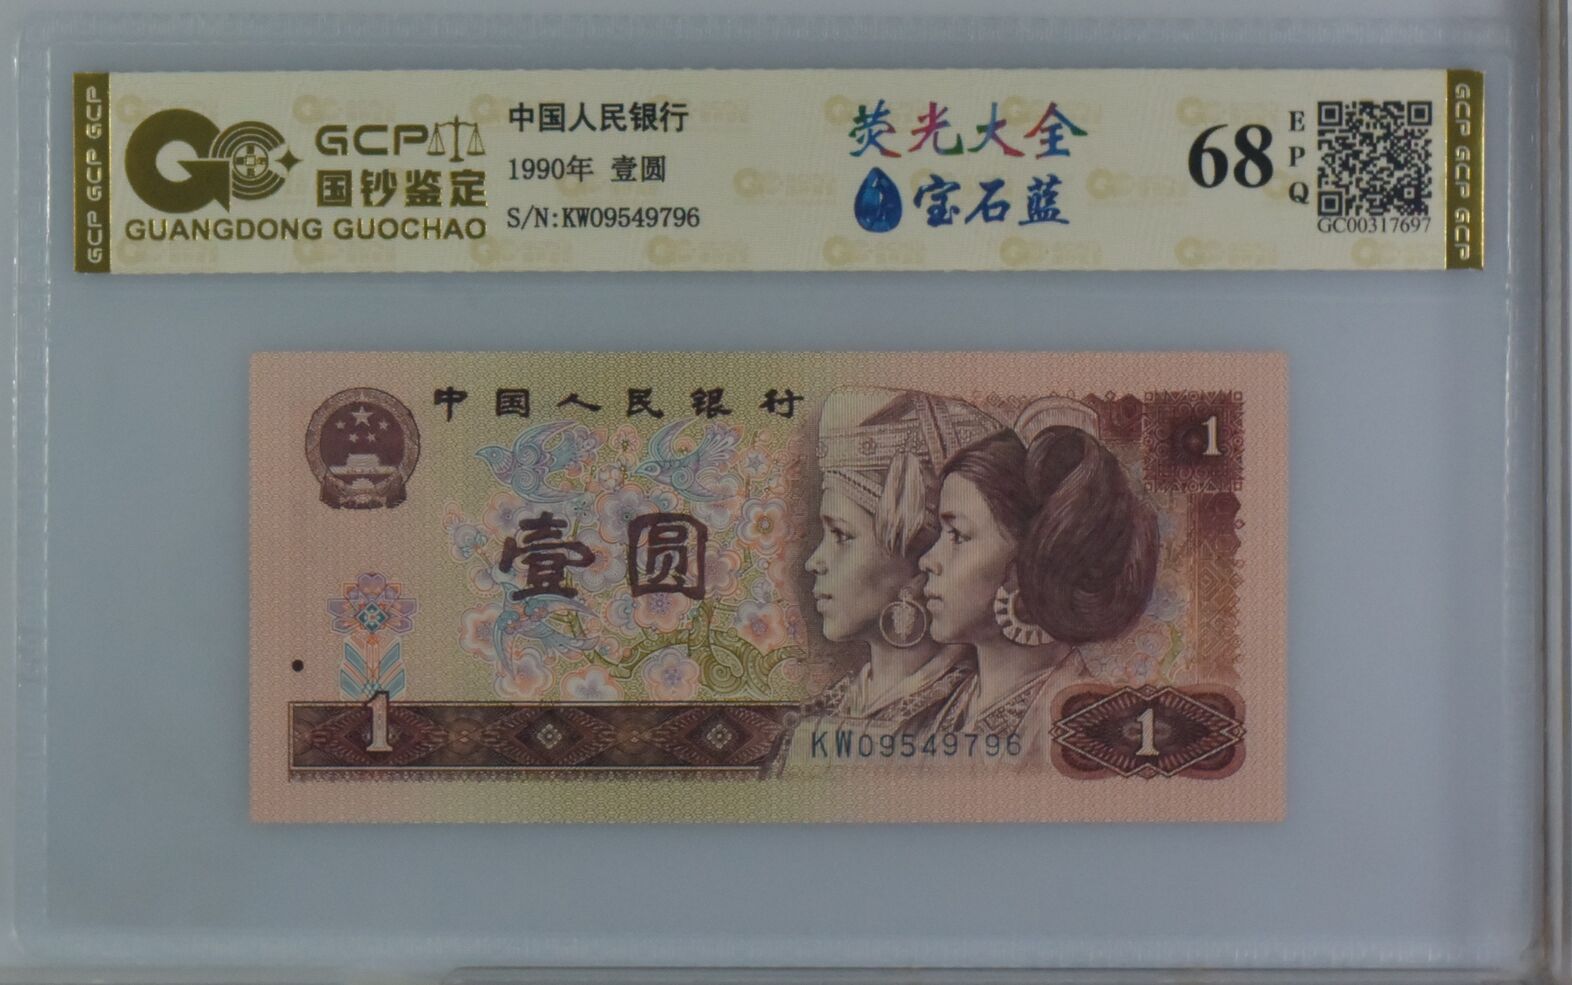 GCP GCP GCP
GCP
国钞鉴定
GUANGDONG GUOCHAO
中国人民银行
1990年 壹圆
S/N:KW09549796
荧光大全
宝石蓝
68
EPQ
GC00317697
GCP GCP GCP
中国人民银行
1
壹圆
1
KW09549796
1